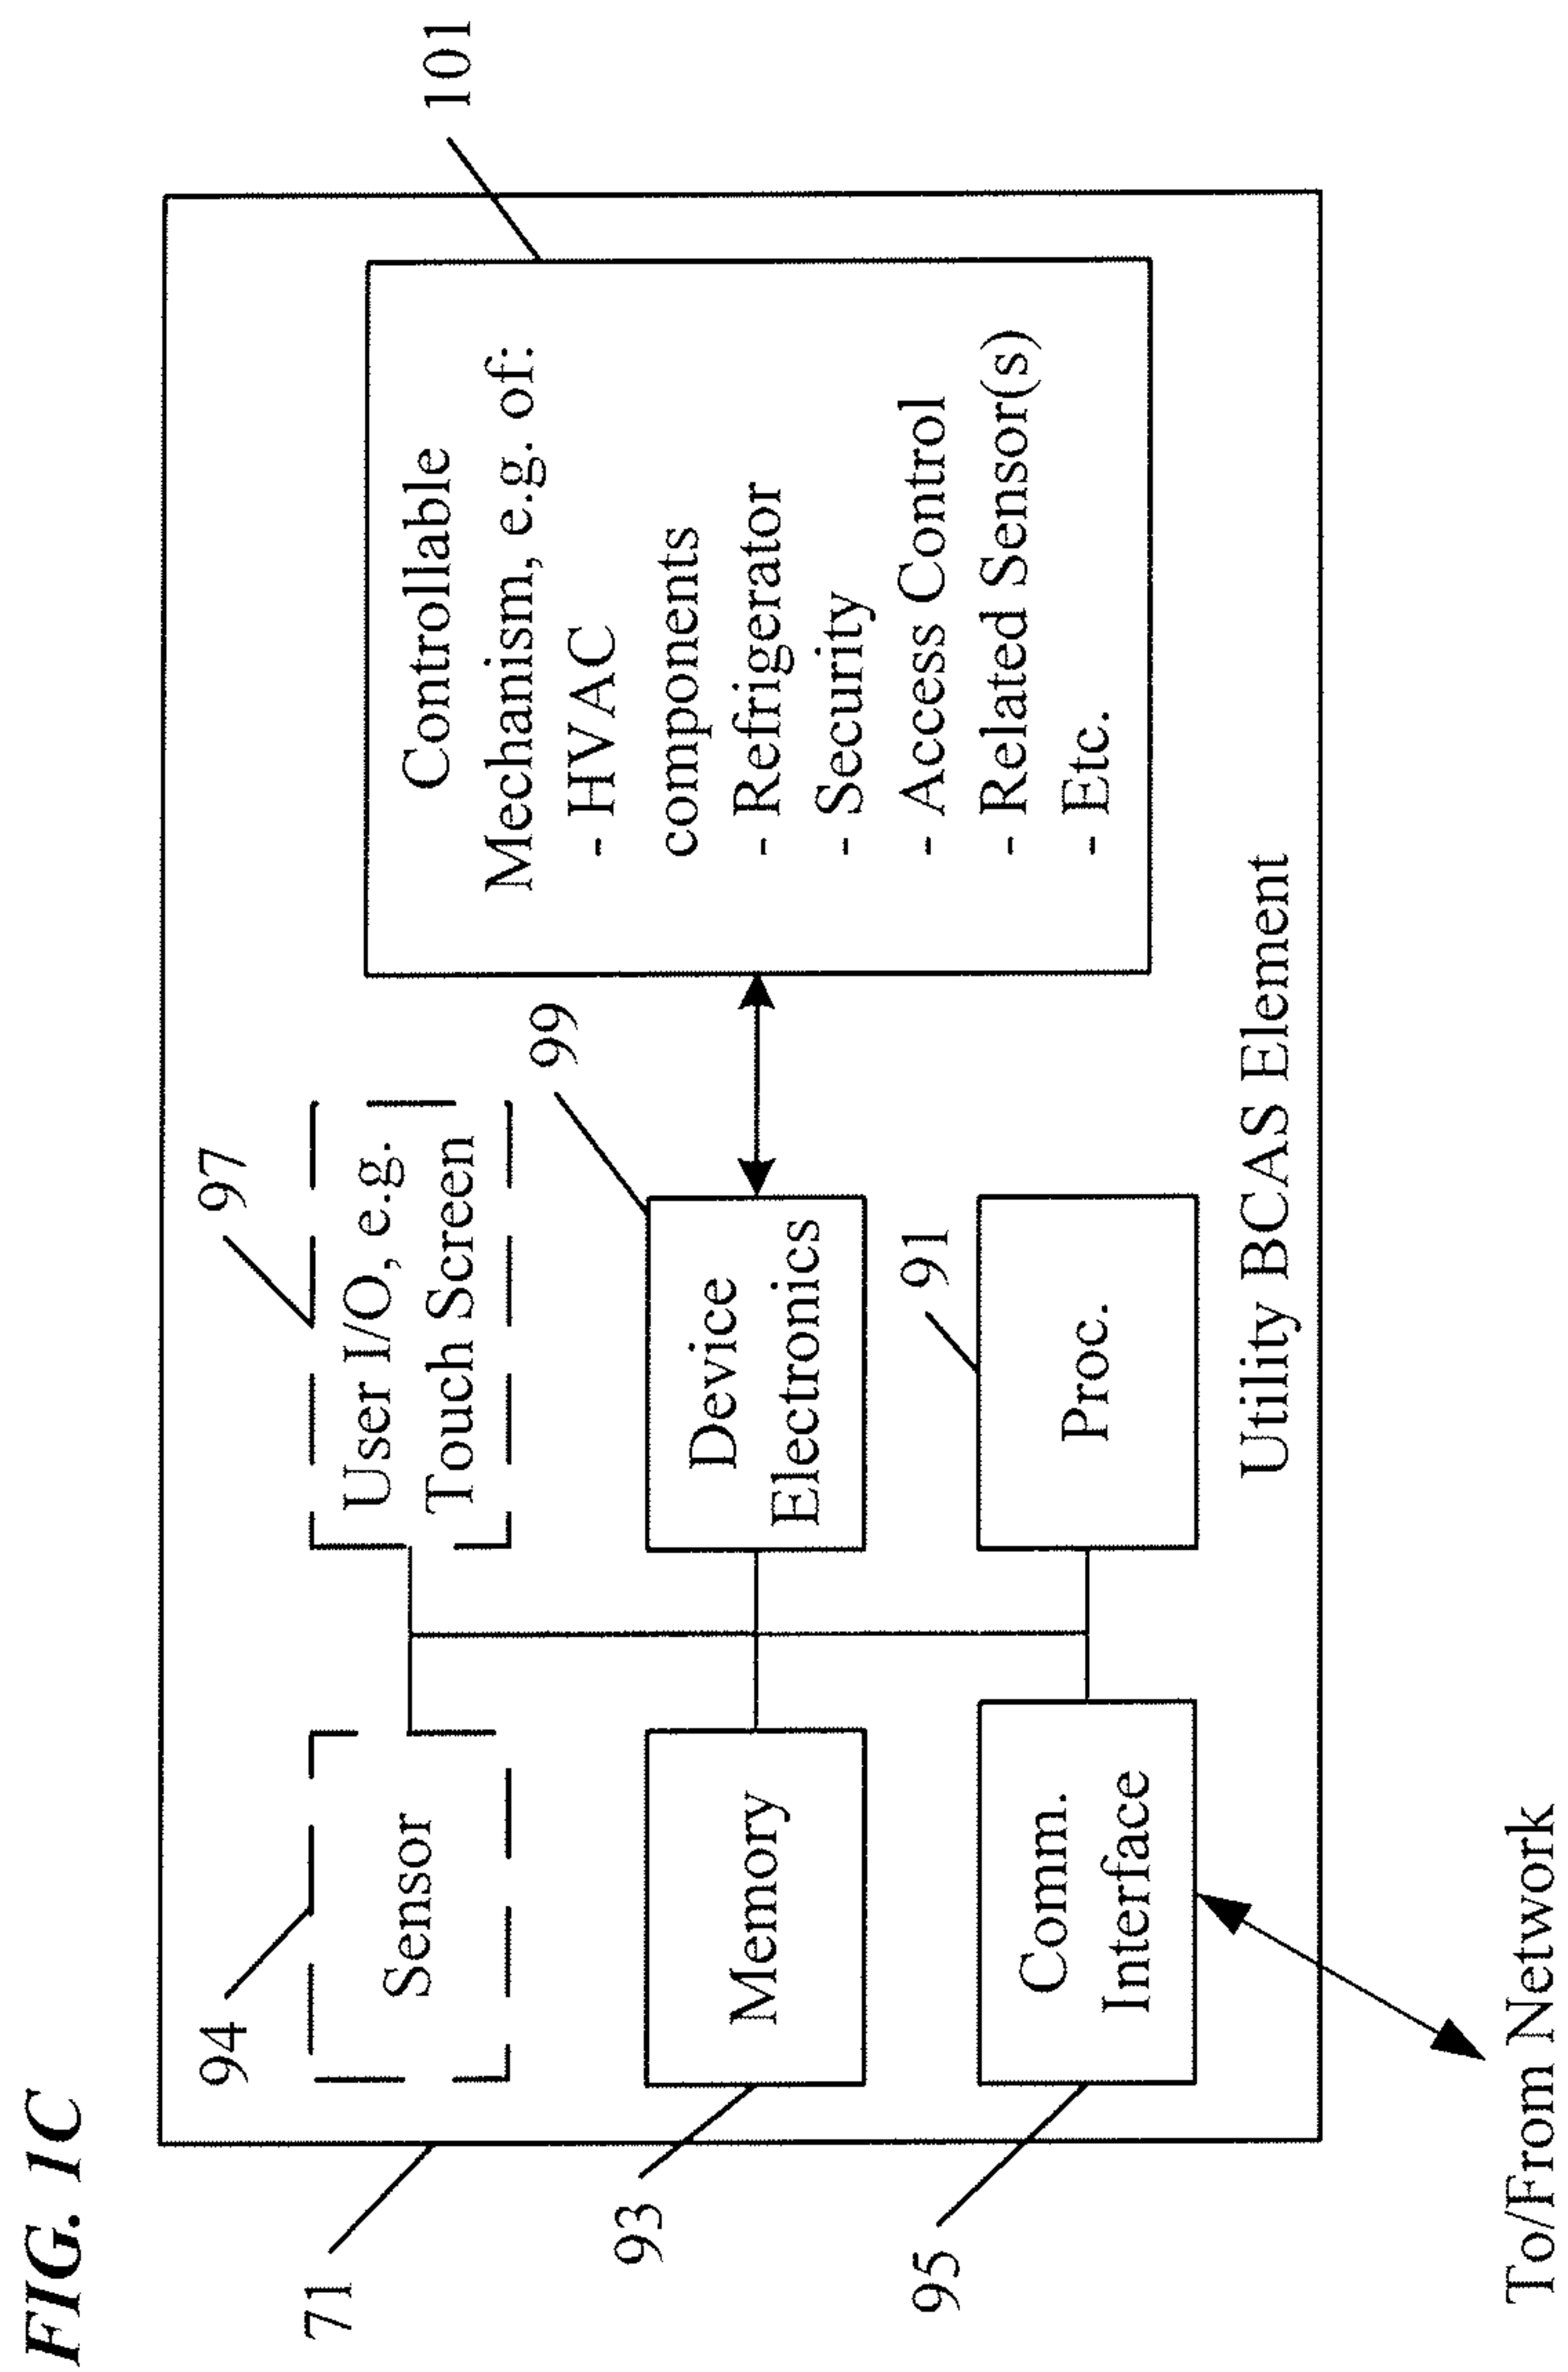 FIG. 1C
71
94
Sensor
97
User I/O, e.g.
Touch Screen
101
Controllable
Mechanism, e.g. of:
- HVAC
components
- Refrigerator
- Security
- Access Control
- Related Sensor(s)
- Etc.
93
Memory
99
Device
Electronics
95
Comm.
Interface
91
Proc.
Utility BCAS Element
To/From Network